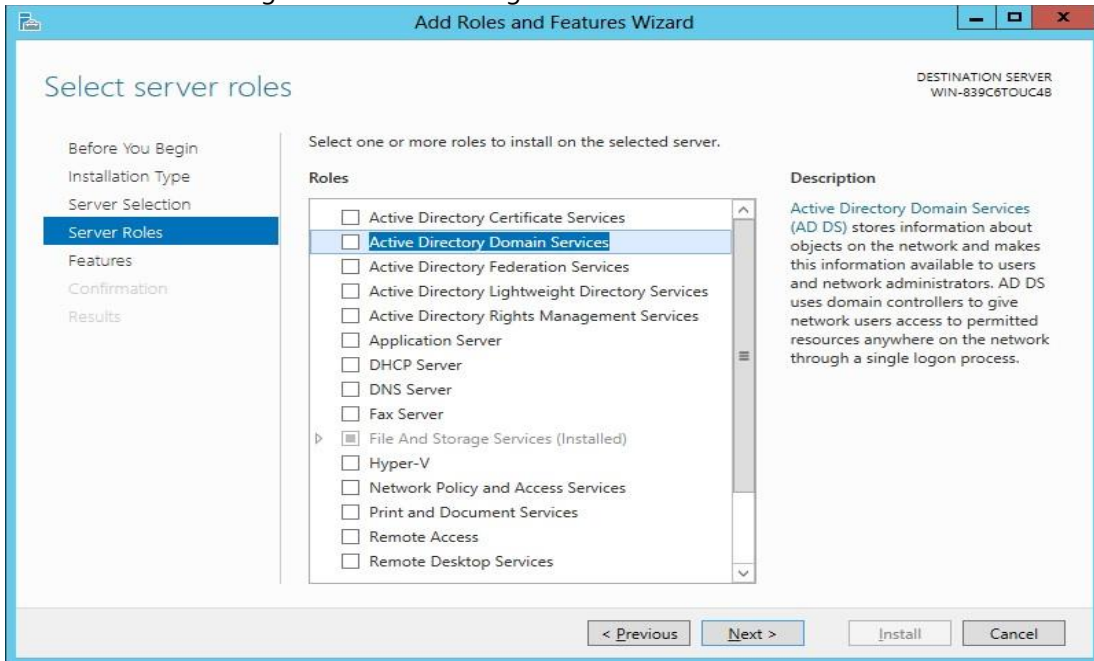 Add Roles and Features Wizard
Select server roles
DESTINATION SERVER
WIN-839C6TOUC4B
Before You Begin
Installation Type
Server Selection
Server Roles
Features
Confirmation
Results
Select one or more roles to install on the selected server.
Roles
Active Directory Certificate Services
Active Directory Domain Services
Active Directory Federation Services
Active Directory Lightweight Directory Services
Active Directory Rights Management Services
Application Server
DHCP Server
DNS Server
Fax Server
File And Storage Services (Installed)
Hyper-V
Network Policy and Access Services
Print and Document Services
Remote Access
Remote Desktop Services
Description
Active Directory Domain Services
(AD DS) stores information about
objects on the network and makes
this information available to users
and network administrators. AD DS
uses domain controllers to give
network users access to permitted
resources anywhere on the network
through a single logon process.
< Previous
Next >
Install
Cancel